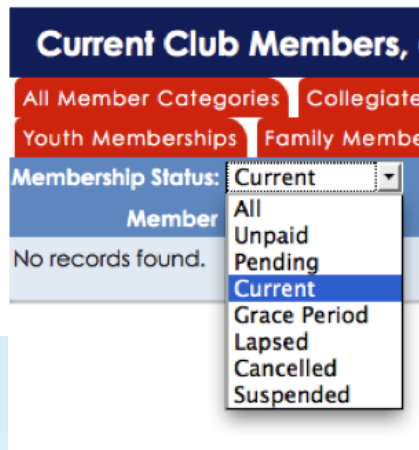 Current Club Members,
All Member Categories Collegiate
Youth Memberships Family Membe
Membership Status: Current
Member
No records found.
All
Unpaid
Pending
Current
Grace Period
Lapsed
Cancelled
Suspended